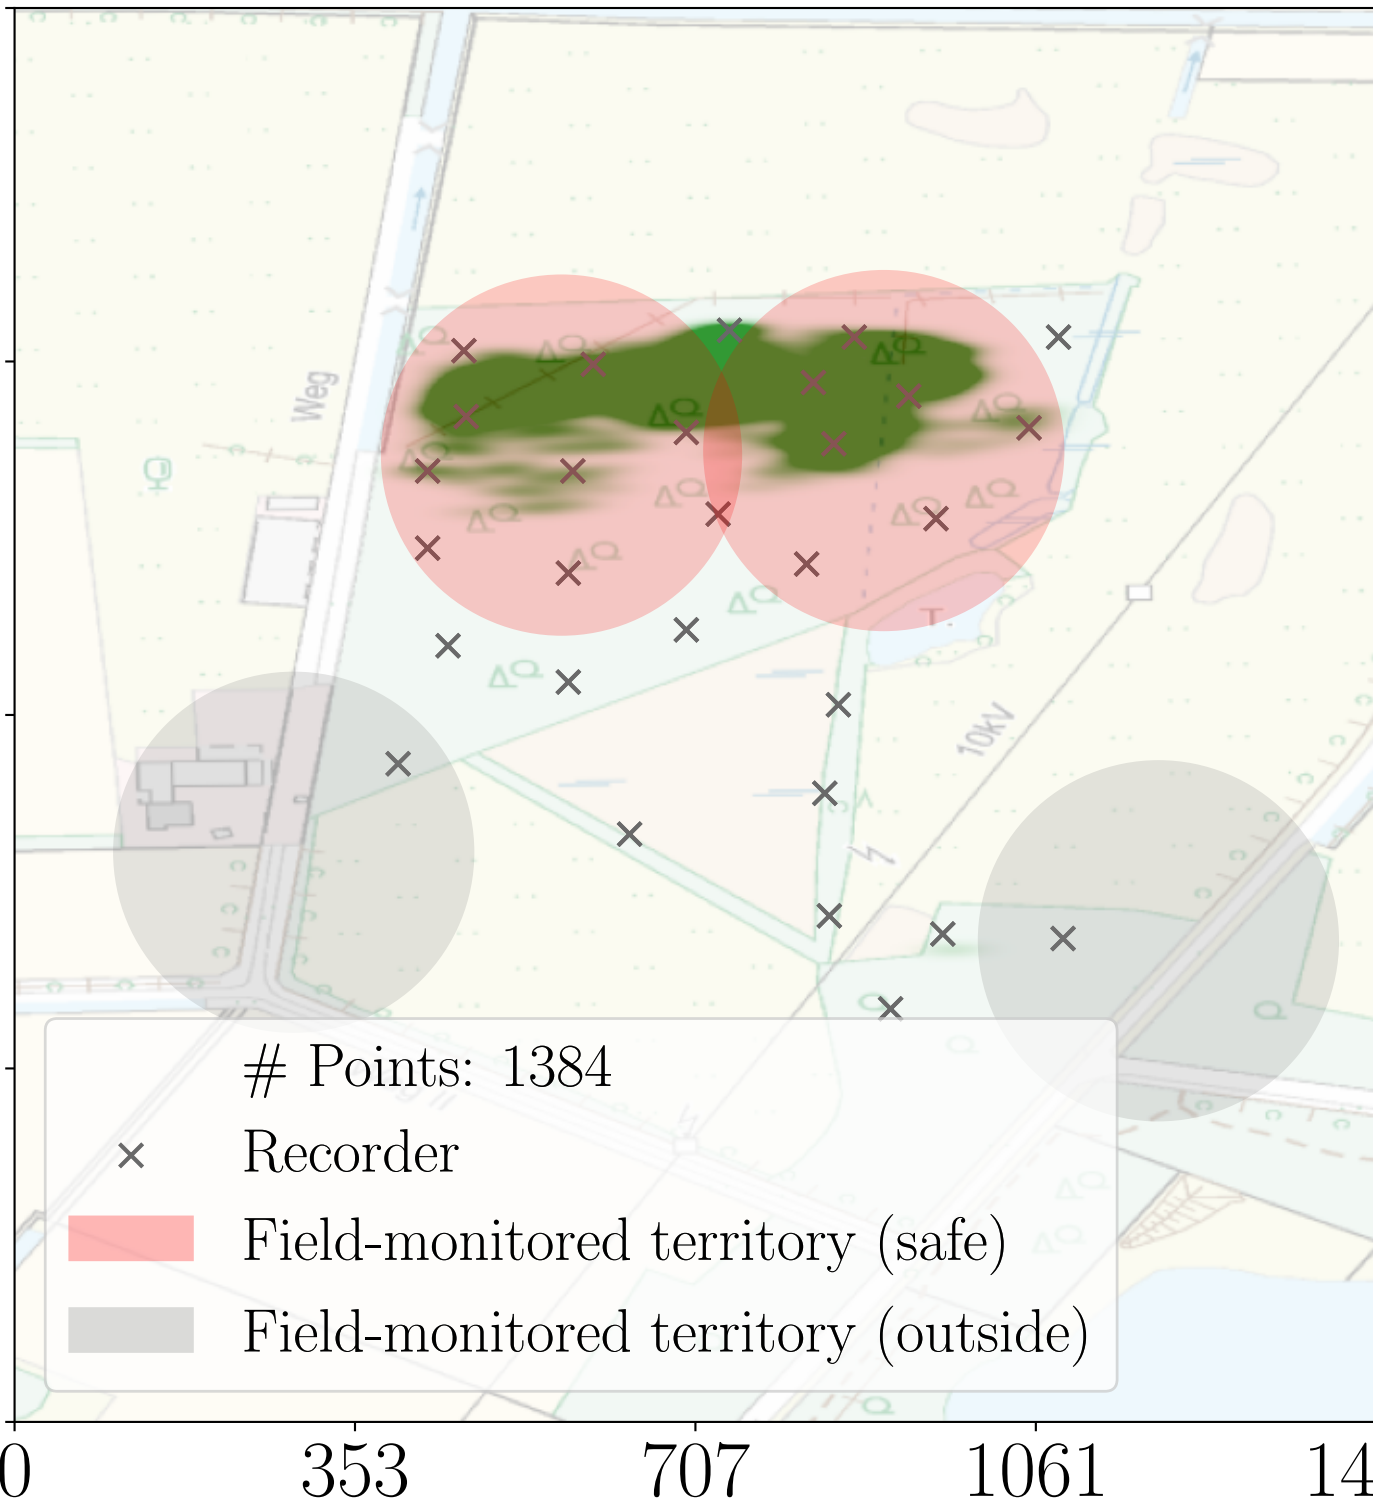 Weg
T.
10kV
# Points: 1384
Recorder
Field-monitored territory (safe)
Field-monitored territory (outside)
0 353 707 1061 14